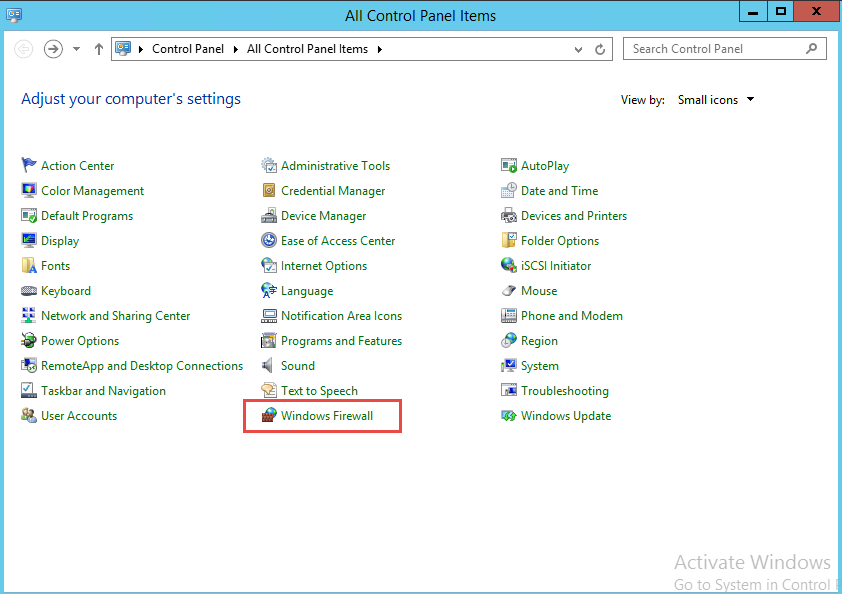 All Control Panel Items
Control Panel All Control Panel Items Search Control Panel
Adjust your computer's settings View by: Small icons
Action Center Administrative Tools AutoPlay
Color Management Credential Manager Date and Time
Default Programs Device Manager Devices and Printers
Display Ease of Access Center Folder Options
Fonts Internet Options iSCSI Initiator
Keyboard Language Mouse
Network and Sharing Center Notification Area Icons Phone and Modem
Power Options Programs and Features Region
RemoteApp and Desktop Connections Sound System
Taskbar and Navigation Text to Speech Troubleshooting
User Accounts Windows Firewall Windows Update
Activate Windows
Go to System in Control